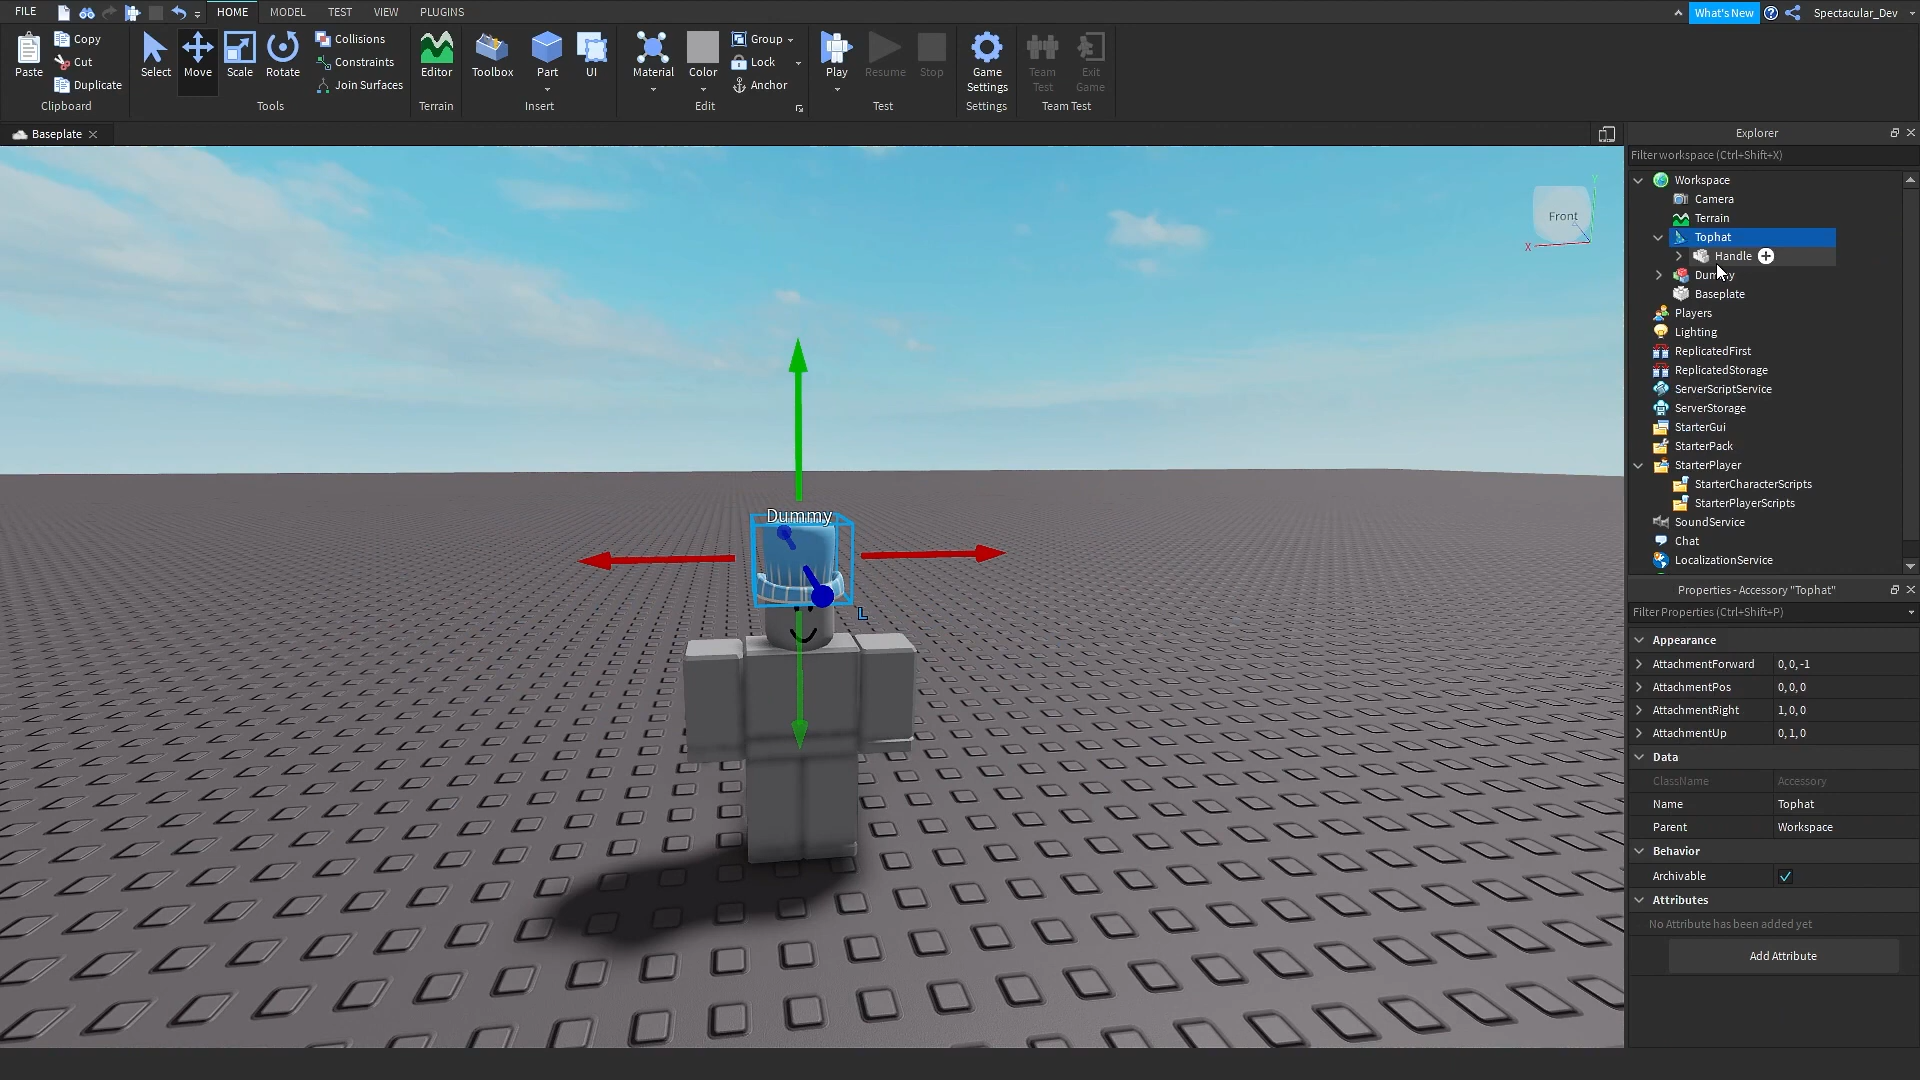 FILE
HOME
MODEL
TEST
VIEW
PLUGINS
What's New
Spectacular_Dev
Paste
Copy
Cut
Duplicate
Clipboard
Select
Move
Scale
Rotate
Collisions
Constraints
Join Surfaces
Tools
Editor
Terrain
Toolbox
Part
UI
Insert
Material
Color
Group
Lock
Anchor
Edit
Play
Resume
Stop
Test
Game
Settings
Settings
Team
Test
Exit
Game
Team Test
Baseplate
Front
X
Y
Dummy
L
Explorer
Filter workspace (Ctrl+Shift+X)
Workspace
Camera
Terrain
Tophat
Handle
Dummy
Baseplate
Players
Lighting
ReplicatedFirst
ReplicatedStorage
ServerScriptService
ServerStorage
StarterGui
StarterPack
StarterPlayer
StarterCharacterScripts
StarterPlayerScripts
SoundService
Chat
LocalizationService
Properties - Accessory "Tophat"
Filter Properties (Ctrl+Shift+P)
Appearance
AttachmentForward 0, 0, -1
AttachmentPos 0, 0, 0
AttachmentRight 1, 0, 0
AttachmentUp 0, 1, 0
Data
ClassName Accessory
Name Tophat
Parent Workspace
Behavior
Archivable
Attributes
No Attribute has been added yet
Add Attribute